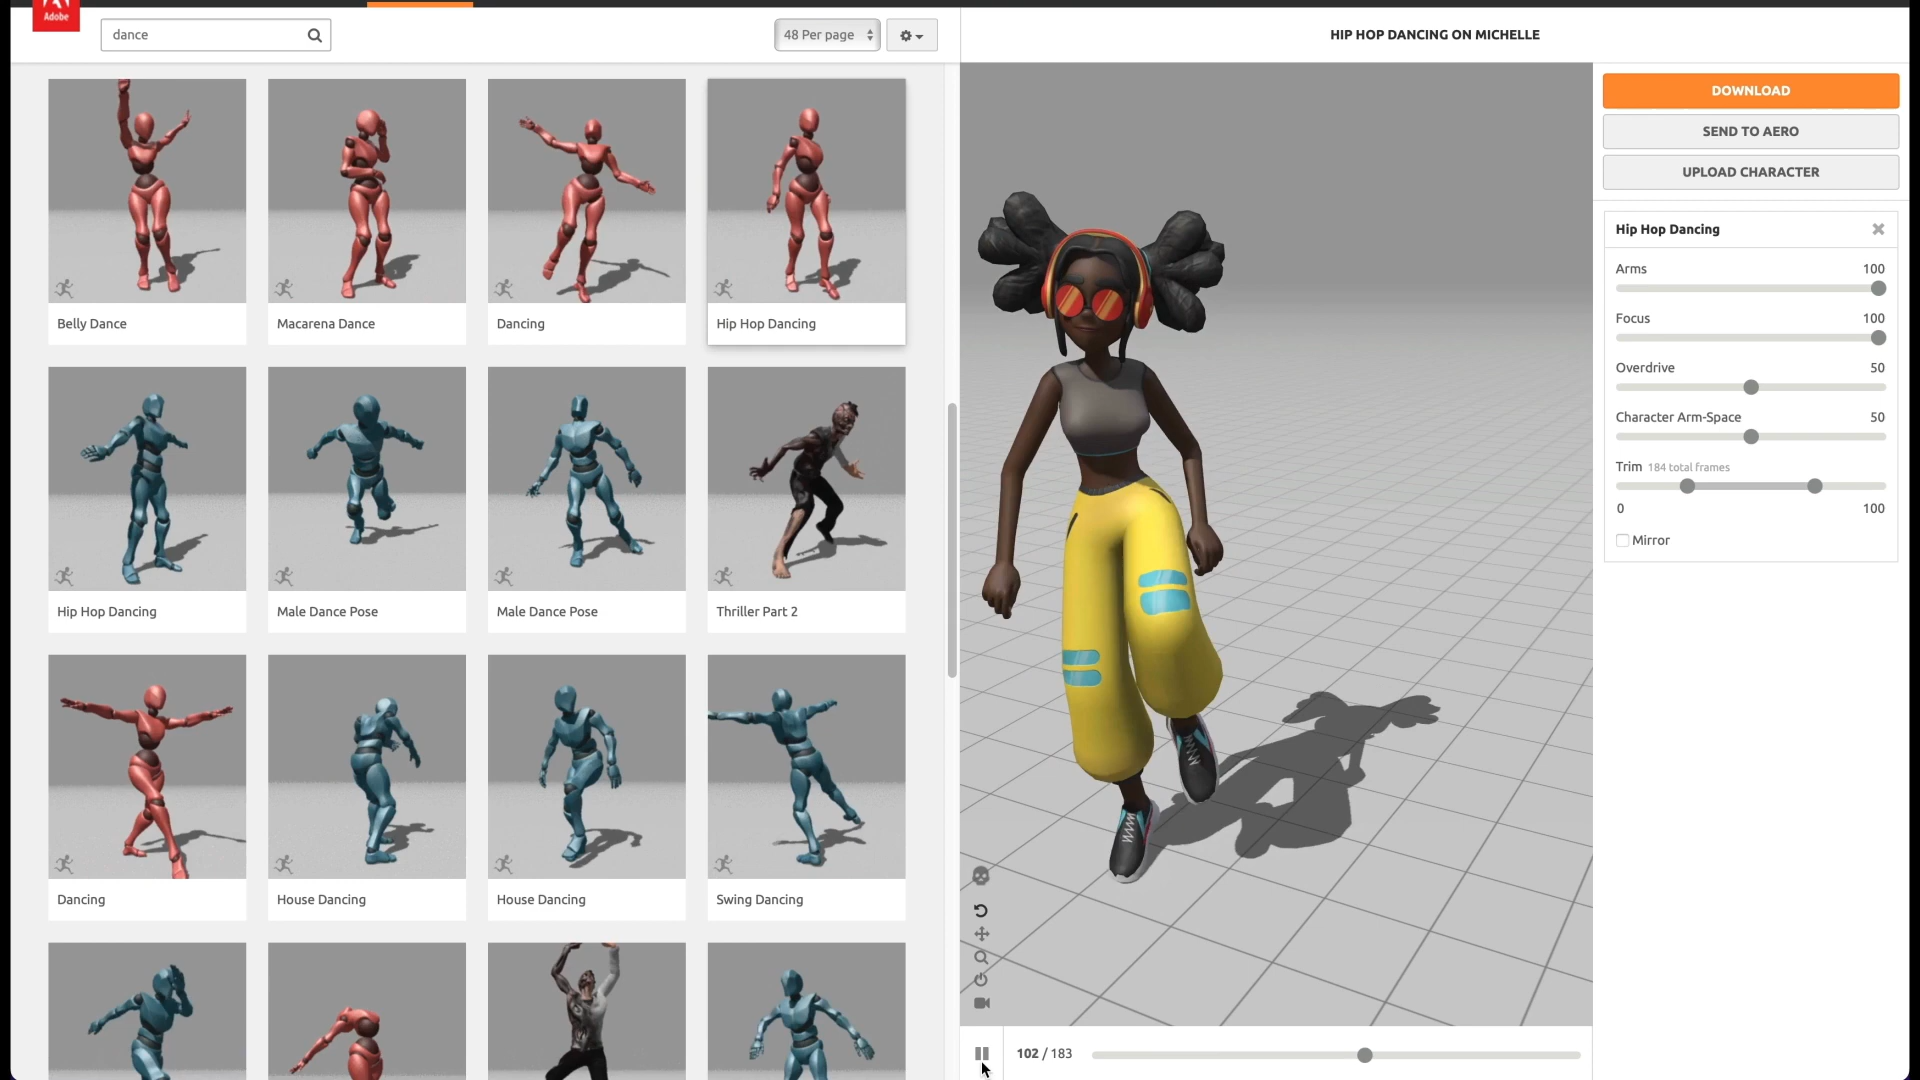 Adobe
dance
48 Per page
HIP HOP DANCING ON MICHELLE
DOWNLOAD
SEND TO AERO
UPLOAD CHARACTER
Hip Hop Dancing
Arms 100
Focus 100
Overdrive 50
Character Arm-Space 50
Trim 184 total frames
0 100
Mirror
Belly Dance
Macarena Dance
Dancing
Hip Hop Dancing
Hip Hop Dancing
Male Dance Pose
Male Dance Pose
Thriller Part 2
Dancing
House Dancing
House Dancing
Swing Dancing
102 / 183